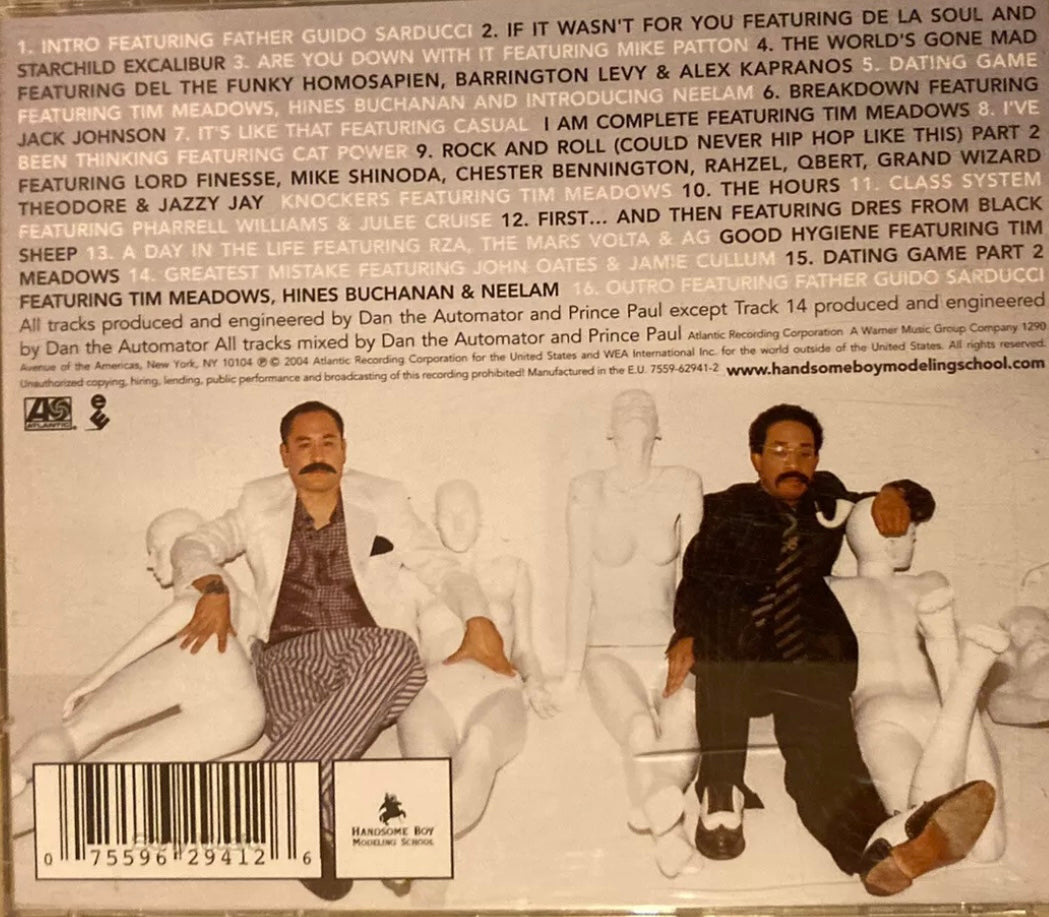 1. INTRO FEATURING FATHER GUIDO SARDUCCI 2. IF IT WASN'T FOR YOU FEATURING DE LA SOUL AND
STARCHILD EXCALIBUR 3. ARE YOU DOWN WITH IT FEATURING MIKE PATTON 4. THE WORLD'S GONE MAD
FEATURING DEL THE FUNKY HOMOSAPIEN, BARRINGTON LEVY & ALEX KAPRANOS 5. DATING GAME
FEATURING TIM MEADOWS, HINES BUCHANAN AND INTRODUCING NEELAM 6. BREAKDOWN FEATURING
JACK JOHNSON 7. IT'S LIKE THAT FEATURING CASUAL I AM COMPLETE FEATURING TIM MEADOWS 8. I'VE
BEEN THINKING FEATURING CAT POWER 9. ROCK AND ROLL (COULD NEVER HIP HOP LIKE THIS) PART 2
FEATURING LORD FINESSE, MIKE SHINODA, CHESTER BENNINGTON, RAHZEL, QBERT, GRAND WIZARD
THEODORE & JAZZY JAY KNOCKERS FEATURING TIM MEADOWS 10. THE HOURS 11. CLASS SYSTEM
FEATURING PHARRELL WILLIAMS & JULEE CRUISE 12. FIRST... AND THEN FEATURING DRES FROM BLACK
SHEEP 13. A DAY IN THE LIFE FEATURING RZA, THE MARS VOLTA & AG GOOD HYGIENE FEATURING TIM
MEADOWS 14. GREATEST MISTAKE FEATURING JOHN OATES & JAMIE CULLUM 15. DATING GAME PART 2
FEATURING TIM MEADOWS, HINES BUCHANAN & NEELAM 16. OUTRO FEATURING FATHER GUIDO SARDUCCI
All tracks produced and engineered by Dan the Automator and Prince Paul except Track 14 produced and engineered
by Dan the Automator All tracks mixed by Dan the Automator and Prince Paul Atlantic Recording Corporation A Warner Music Group Company 1290
Avenue of the Americas, New York, NY 10104 ℗ © 2004 Atlantic Recording Corporation for the United States and WEA International Inc. for the world outside of the United States. All rights reserved.
Unauthorized copying, hiring, lending, public performance and broadcasting of this recording prohibited! Manufactured in the E.U. 7559-62941-2 www.handsomeboymodelingschool.com
ATLANTIC
HANDSOME BOY
MODELING SCHOOL
0 75596 29412 6